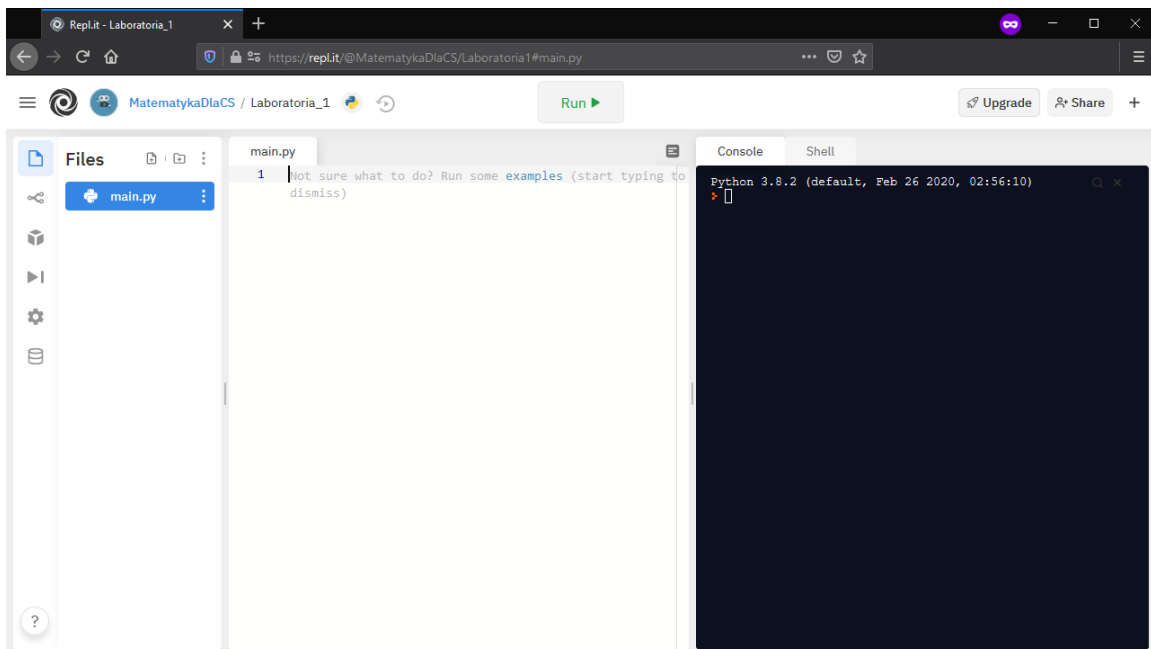 Repl.it - Laboratoria_1
https://repl.it/@MatematykaDlaCS/Laboratoria1#main.py
MatematykaDlaCS / Laboratoria_1
Run
Upgrade
Share
Files
main.py
main.py
1 Not sure what to do? Run some examples (start typing to
dismiss)
Console
Shell
Python 3.8.2 (default, Feb 26 2020, 02:56:10)
?